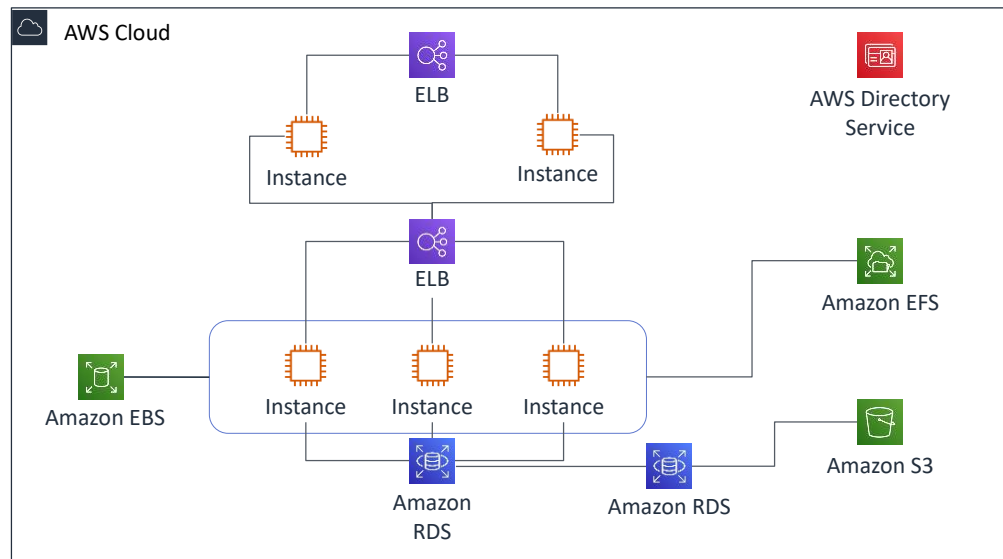 AWS Cloud
ELB
AWS Directory
Service
Instance
Instance
ELB
Amazon EFS
Instance
Instance
Instance
Amazon EBS
Amazon S3
Amazon
RDS
Amazon RDS